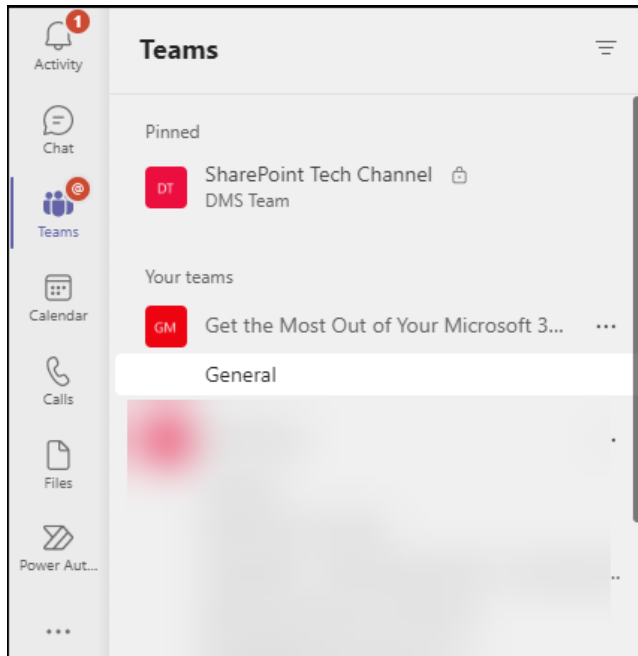 1
Activity
Chat
@
Teams
Calendar
Calls
Files
Power Aut...
Teams
Pinned
DT
SharePoint Tech Channel
DMS Team
Your teams
GM
Get the Most Out of Your Microsoft 3...
General